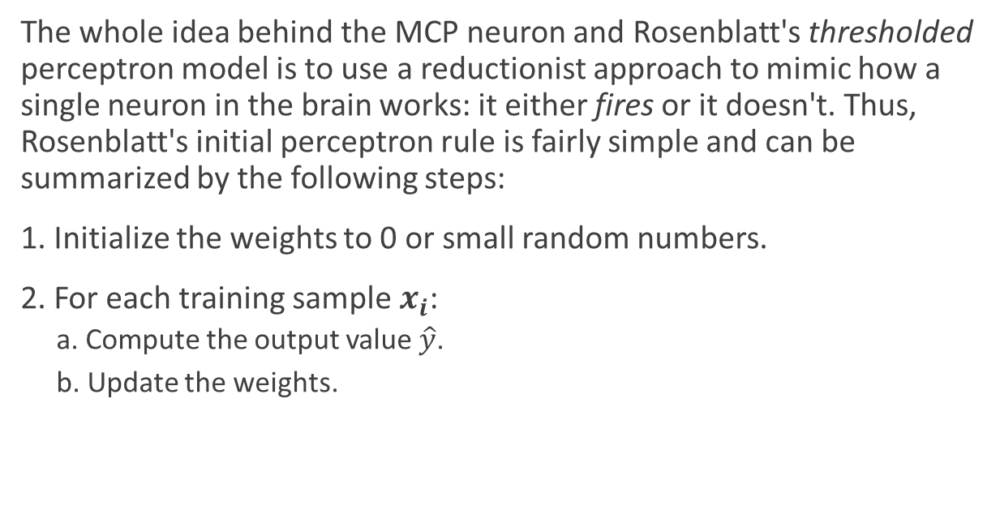 The whole idea behind the MCP neuron and Rosenblatt's thresholded
perceptron model is to use a reductionist approach to mimic how a
single neuron in the brain works: it either fires or it doesn't. Thus,
Rosenblatt's initial perceptron rule is fairly simple and can be
summarized by the following steps:
1. Initialize the weights to 0 or small random numbers.
2. For each training sample 𝒙ᵢ:
a. Compute the output value ŷ.
b. Update the weights.